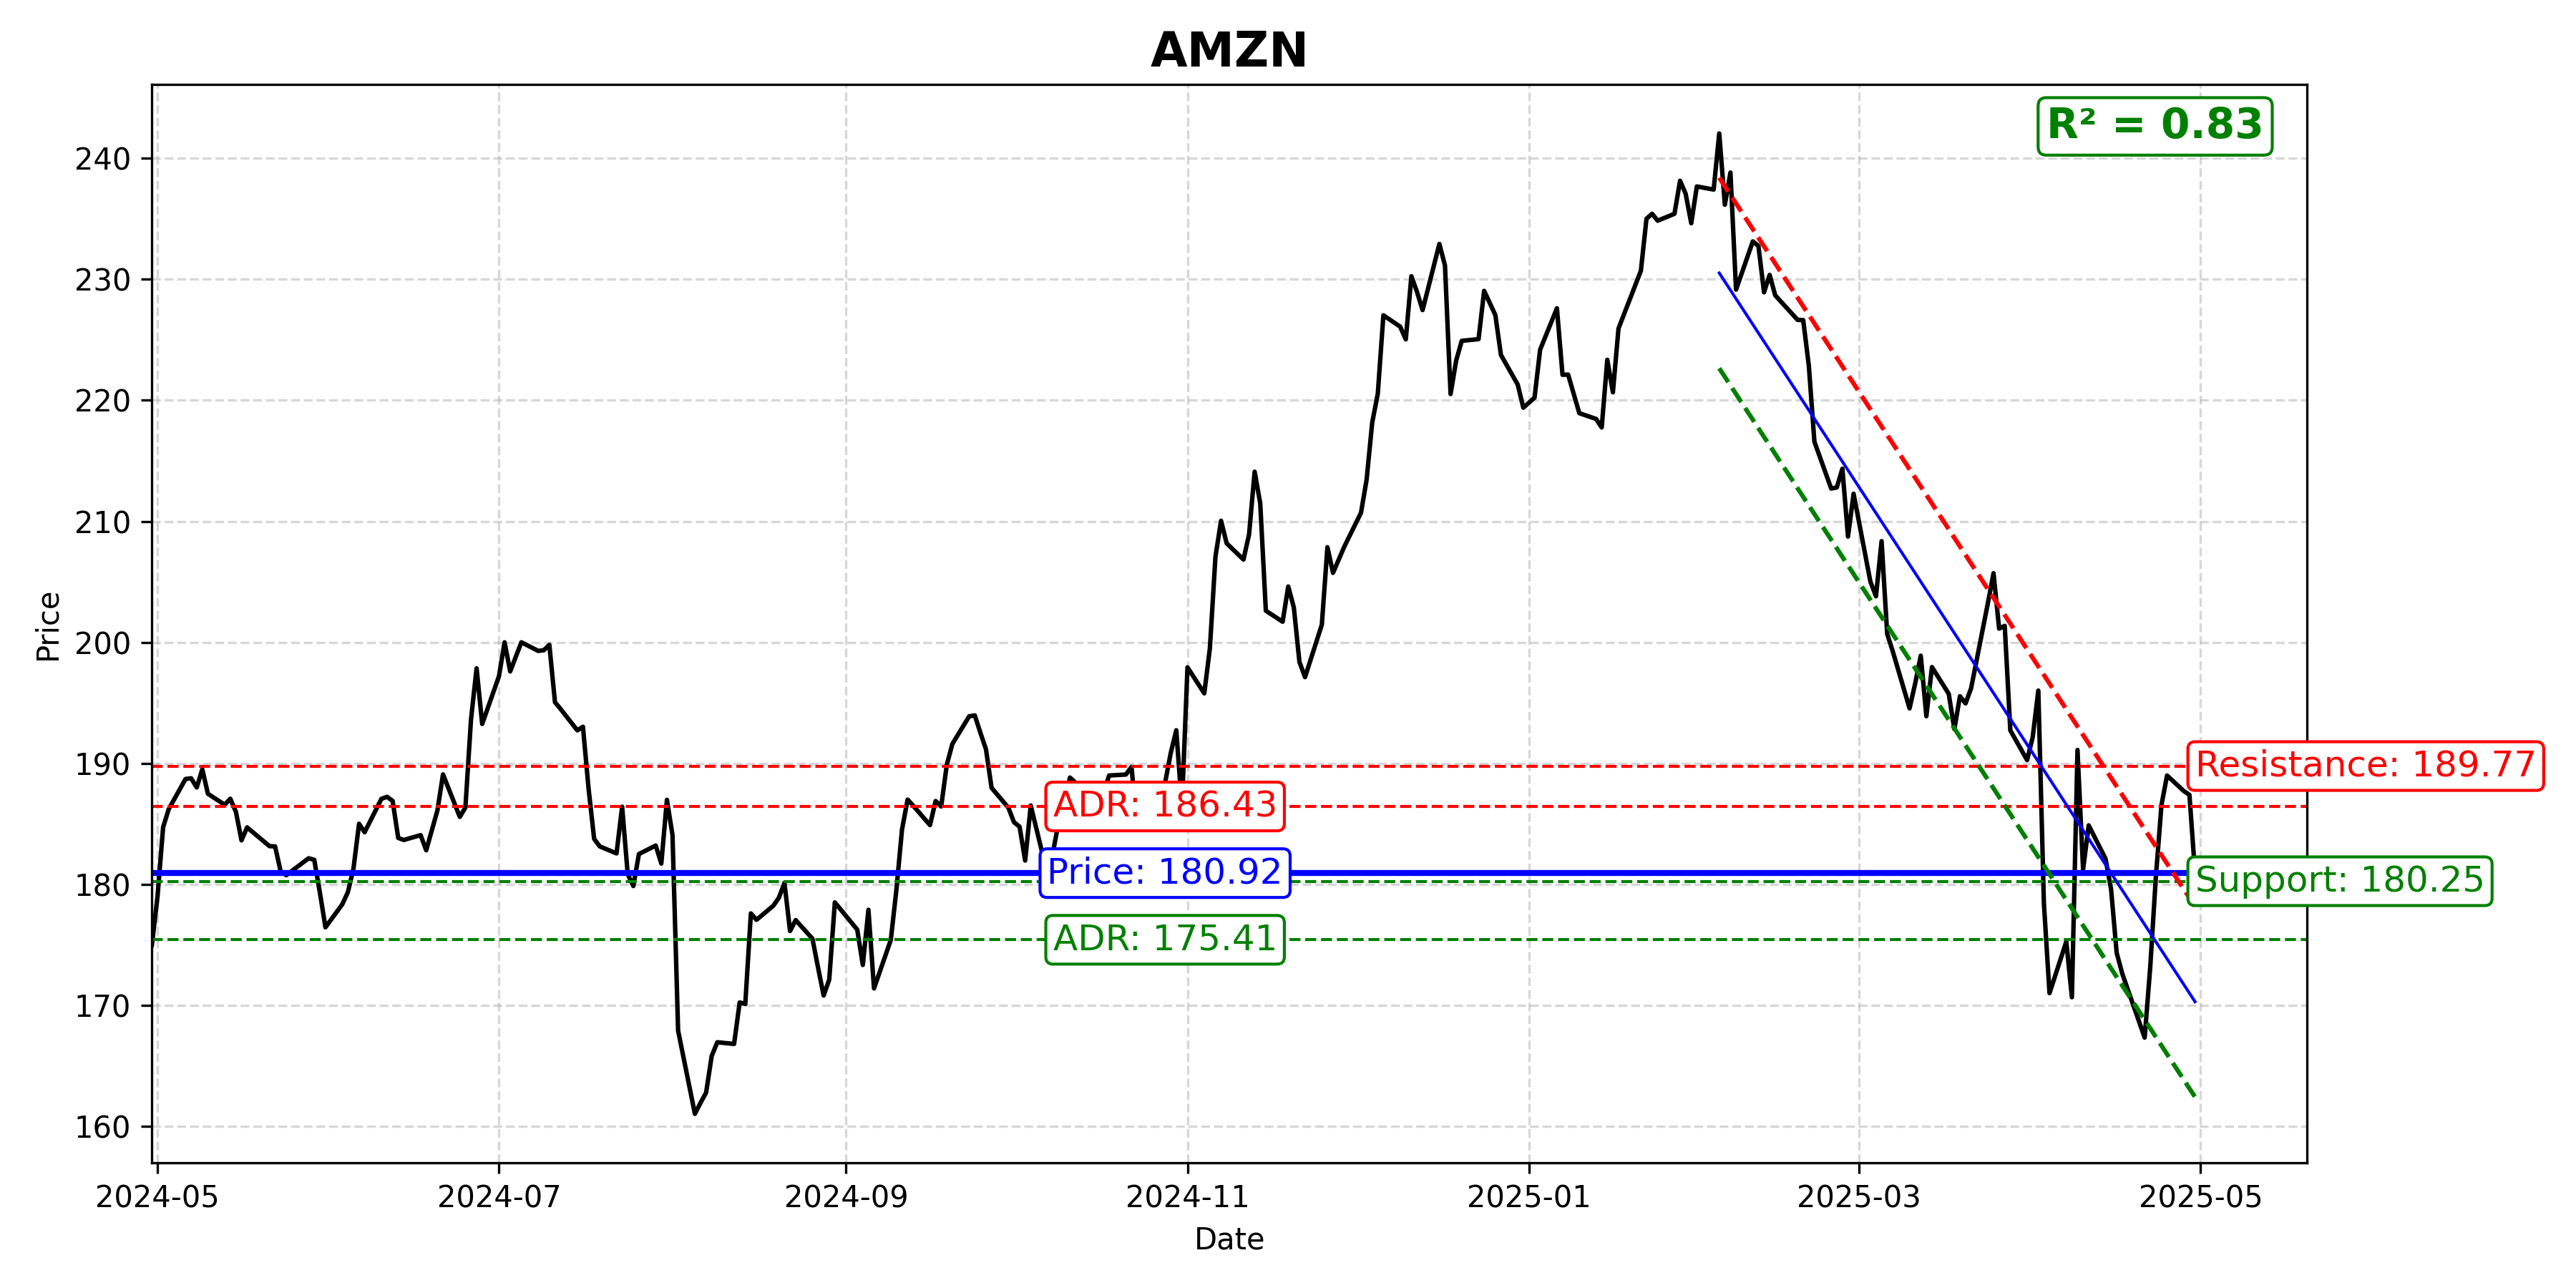 AMZN
R² = 0.83
240
230
220
210
200
190
180
170
160
Price
Resistance: 189.77
ADR: 186.43
Price: 180.92
Support: 180.25
ADR: 175.41
2024-05
2024-07
2024-09
2024-11
2025-01
2025-03
2025-05
Date